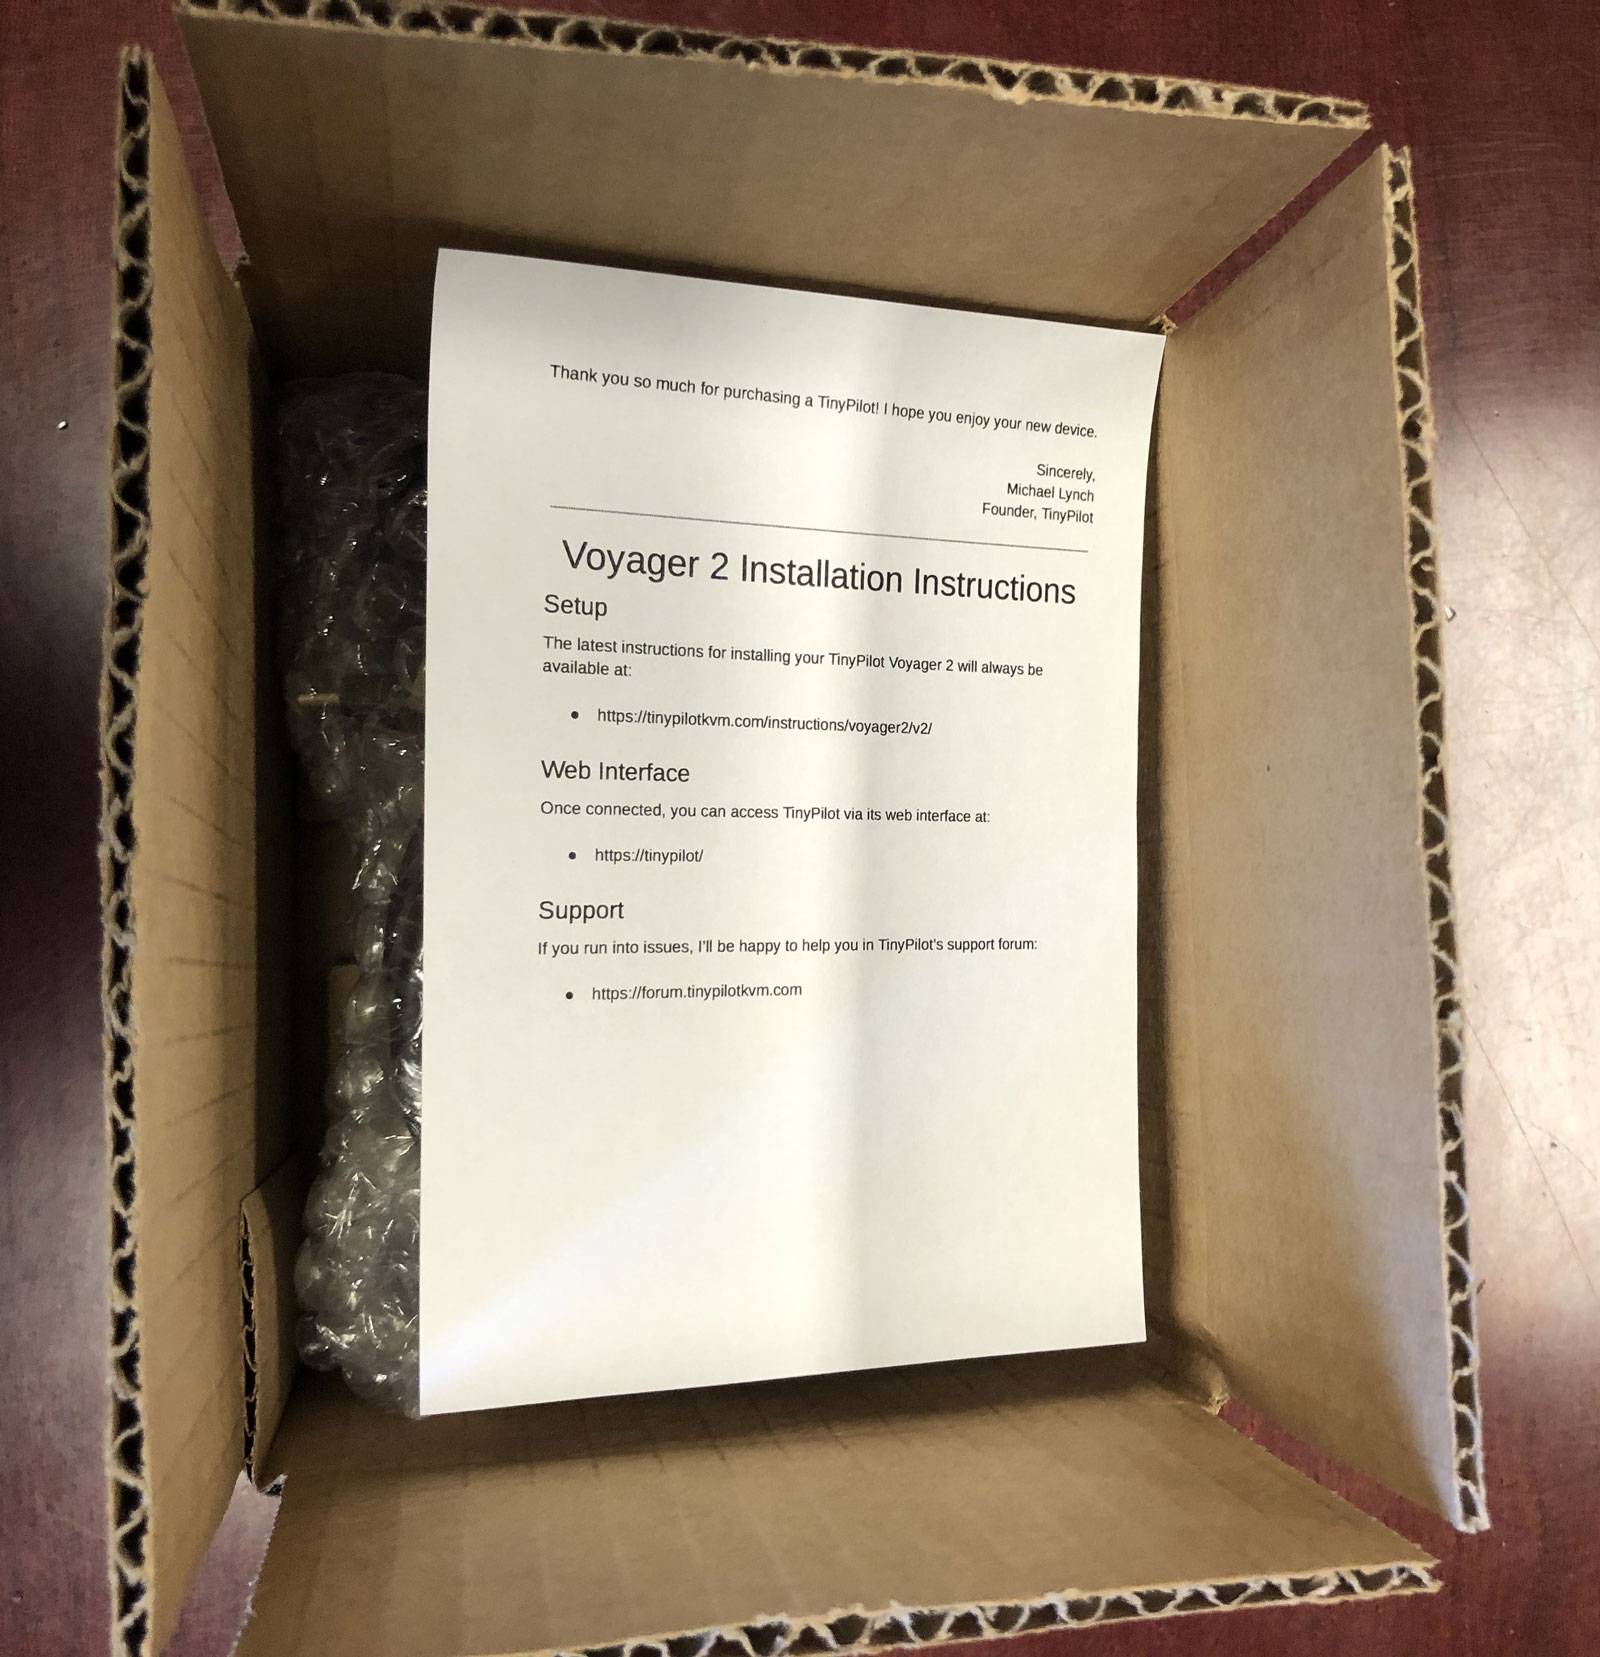 Thank you so much for purchasing a TinyPilot! I hope you enjoy your new device.
Sincerely,
Michael Lynch
Founder, TinyPilot
Voyager 2 Installation Instructions
Setup
The latest instructions for installing your TinyPilot Voyager 2 will always be
available at:
● https://tinypilotkvm.com/instructions/voyager2/v2/
Web Interface
Once connected, you can access TinyPilot via its web interface at:
● https://tinypilot/
Support
If you run into issues, I'll be happy to help you in TinyPilot's support forum:
● https://forum.tinypilotkvm.com